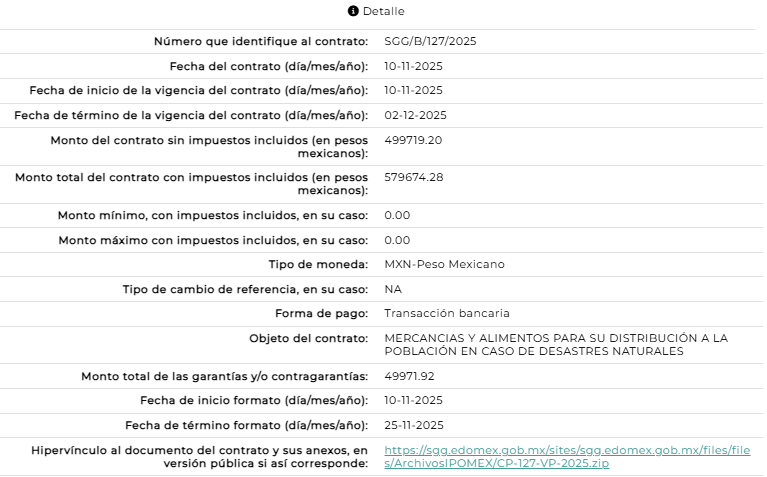 Detalle
Número que identifique al contrato: SGG/B/127/2025
Fecha del contrato (día/mes/año): 10-11-2025
Fecha de inicio de la vigencia del contrato (día/mes/año): 10-11-2025
Fecha de término de la vigencia del contrato (día/mes/año): 02-12-2025
Monto del contrato sin impuestos incluidos (en pesos
mexicanos): 499719.20
Monto total del contrato con impuestos incluidos (en pesos
mexicanos): 579674.28
Monto mínimo, con impuestos incluidos, en su caso: 0.00
Monto máximo con impuestos incluidos, en su caso: 0.00
Tipo de moneda: MXN-Peso Mexicano
Tipo de cambio de referencia, en su caso: NA
Forma de pago: Transacción bancaria
Objeto del contrato: MERCANCIAS Y ALIMENTOS PARA SU DISTRIBUCIÓN A LA
POBLACIÓN EN CASO DE DESASTRES NATURALES
Monto total de las garantías y/o contragarantías: 49971.92
Fecha de inicio formato (día/mes/año): 10-11-2025
Fecha de término formato (día/mes/año): 25-11-2025
Hipervínculo al documento del contrato y sus anexos, en
versión pública si así corresponde:
https://sgg.edomex.gob.mx/sites/sgg.edomex.gob.mx/files/file
s/ArchivosIPOMEX/CP-127-VP-2025.zip